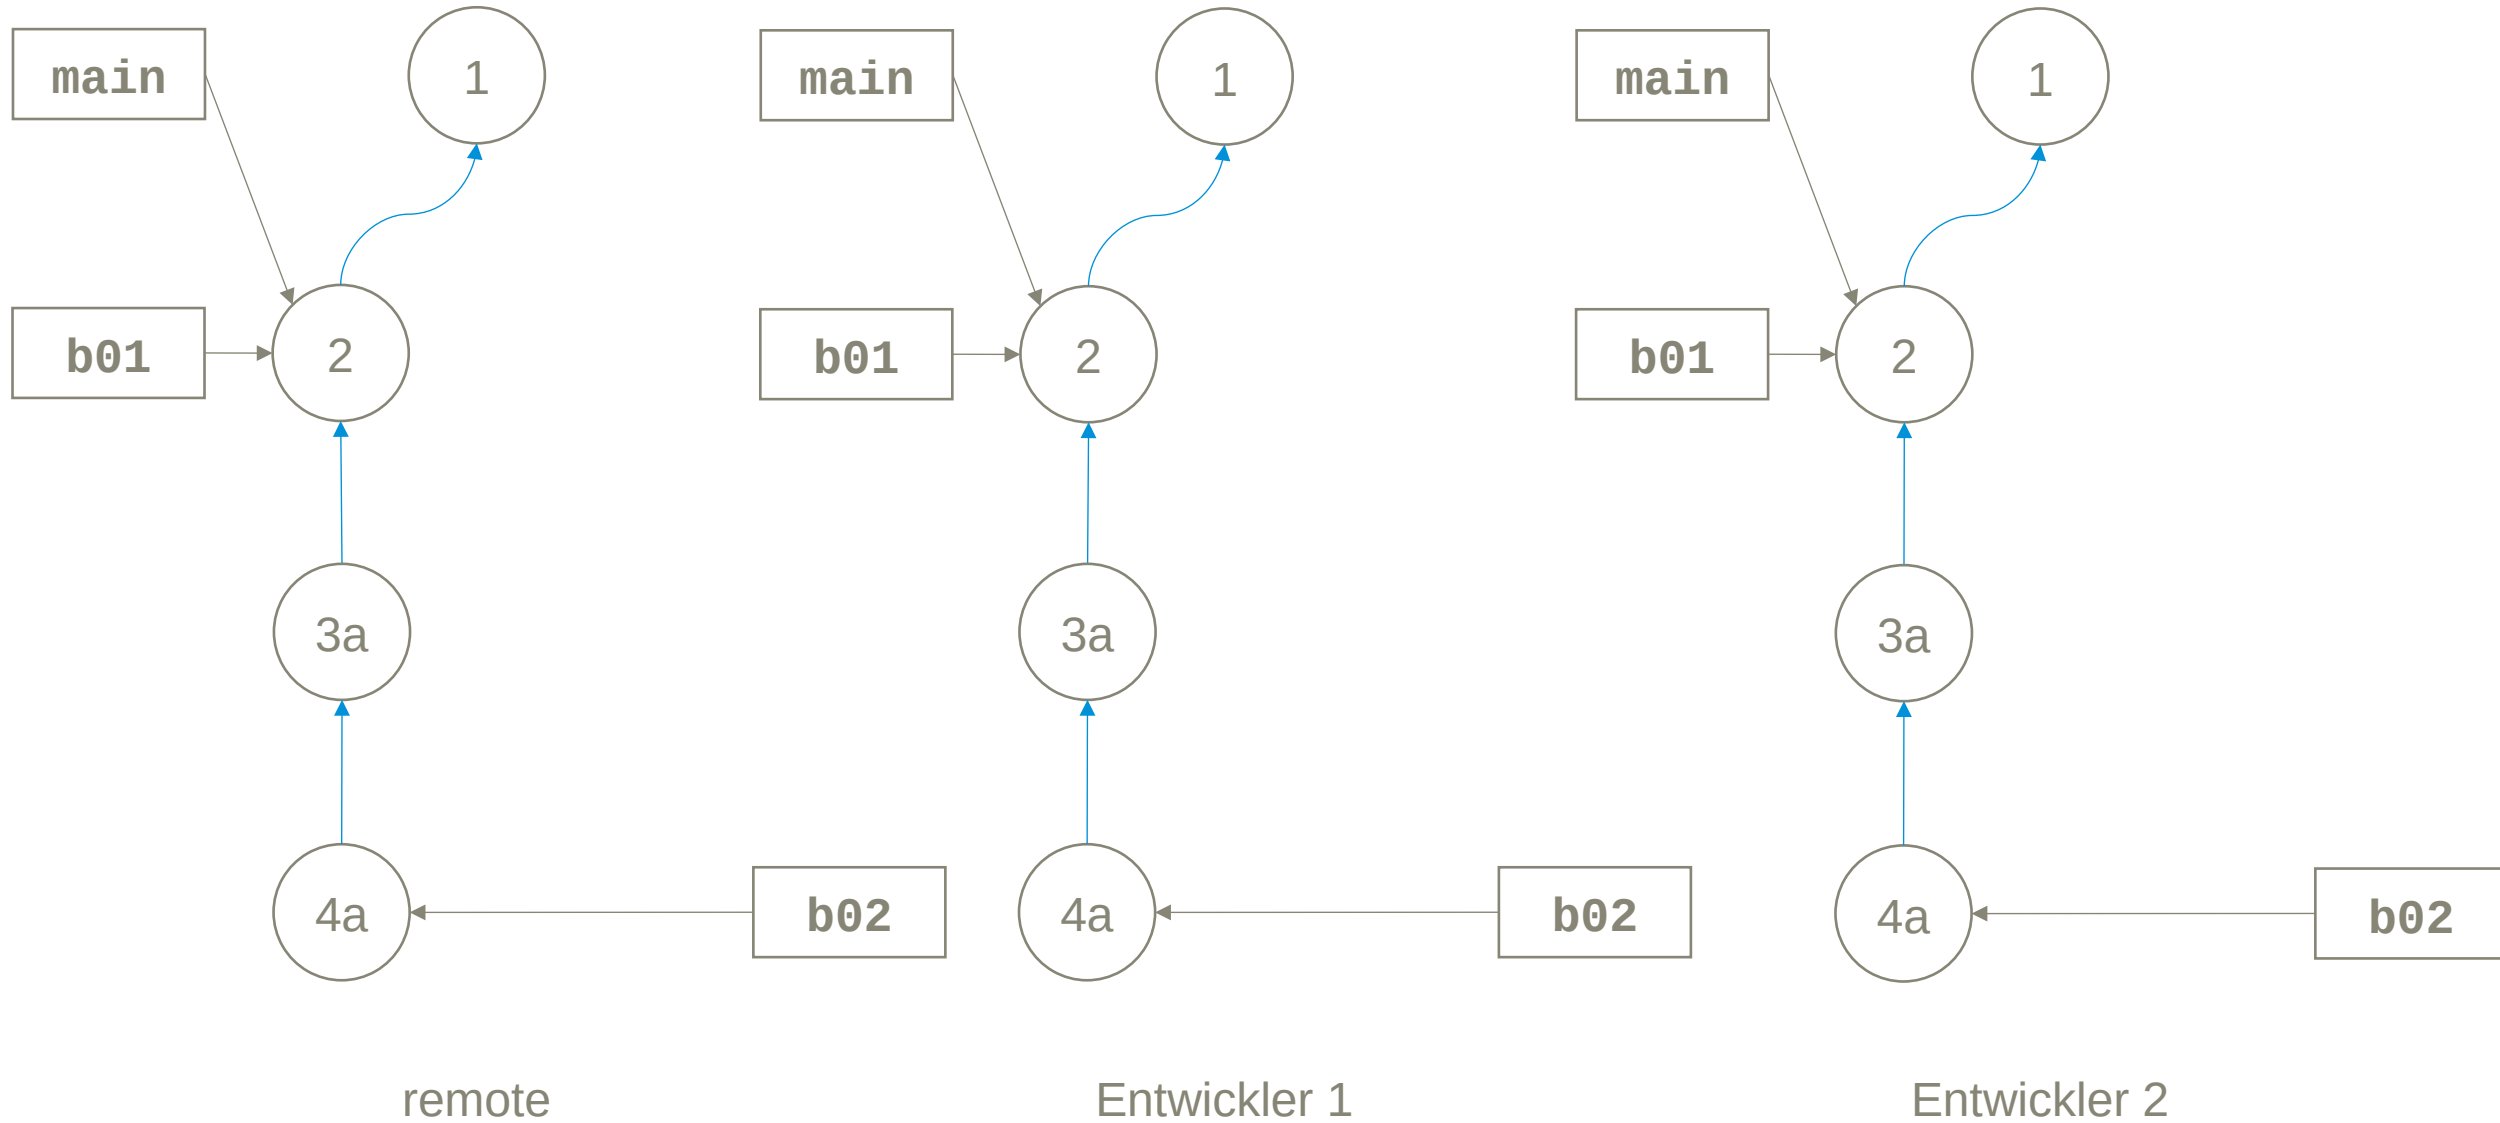 main
1
main
1
main
1
b01
2
b01
2
b01
2
3a
3a
3a
4a
b02
4a
b02
4a
b02
remote
Entwickler 1
Entwickler 2